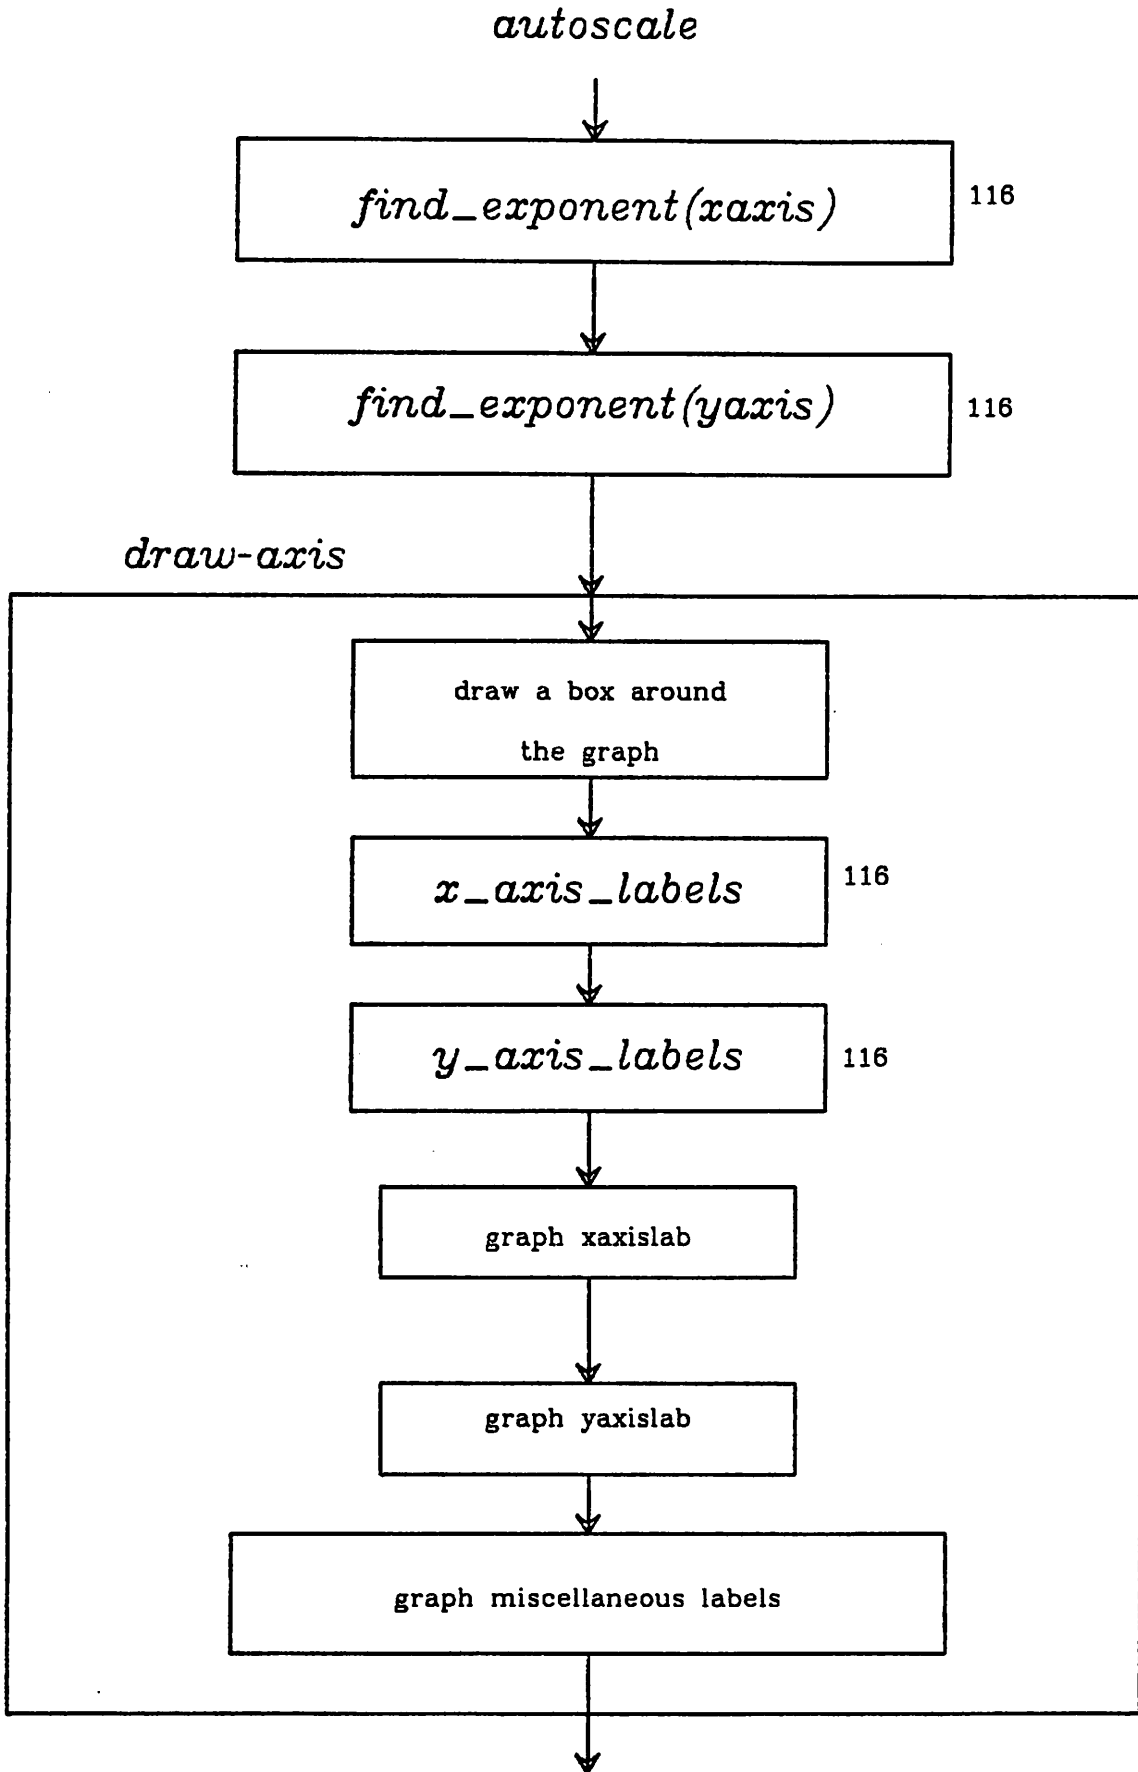 autoscale
find_exponent(xaxis)
116
find_exponent(yaxis)
116
draw-axis
draw a box around
the graph
x_axis_labels
116
y_axis_labels
116
graph xaxislab
graph yaxislab
graph miscellaneous labels